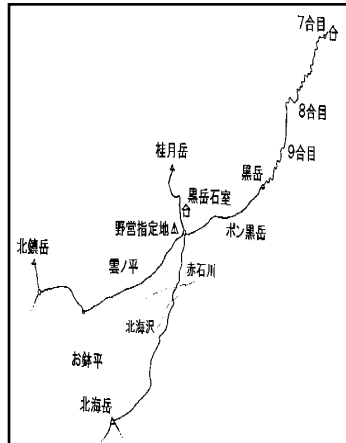 7合目
8合目
9合目
桂月岳
黒岳
黒岳石室
野営指定地
ポン黒岳
北鎮岳
雲ノ平
赤石川
北海沢
お鉢平
北海岳